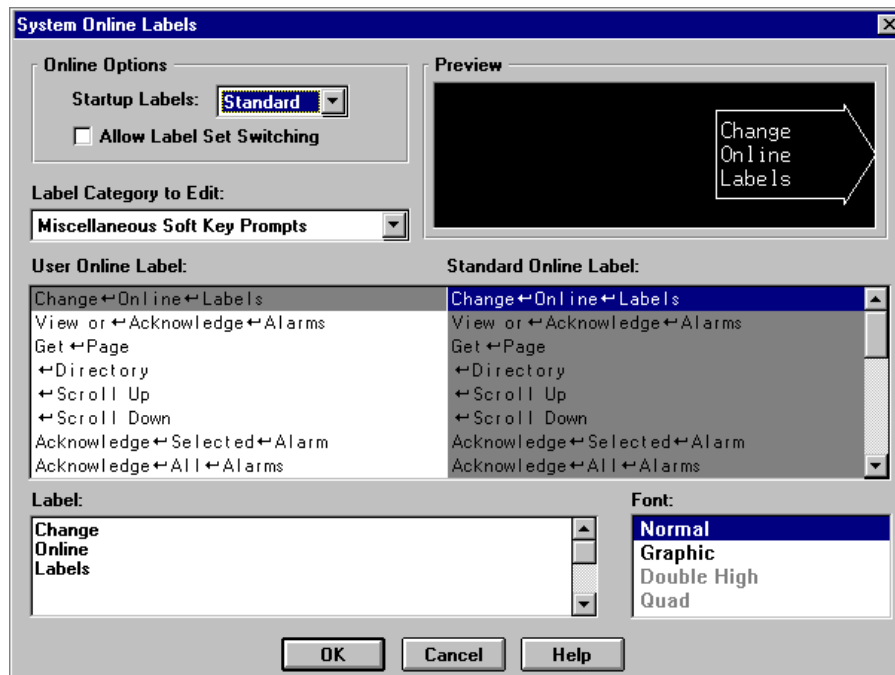 System Online Labels
Online Options
Startup Labels: Standard
Allow Label Set Switching
Preview
Change
Online
Labels
Label Category to Edit:
Miscellaneous Soft Key Prompts
User Online Label: Standard Online Label:
Change↵Online↵Labels Change↵Online↵Labels
View or↵Acknowledge↵Alarms View or↵Acknowledge↵Alarms
Get↵Page Get↵Page
↵Directory ↵Directory
↵Scroll Up ↵Scroll Up
↵Scroll Down ↵Scroll Down
Acknowledge↵Selected↵Alarm Acknowledge↵Selected↵Alarm
Acknowledge↵All↵Alarms Acknowledge↵All↵Alarms
Label:
Change
Online
Labels
Font:
Normal
Graphic
Double High
Quad
OK Cancel Help